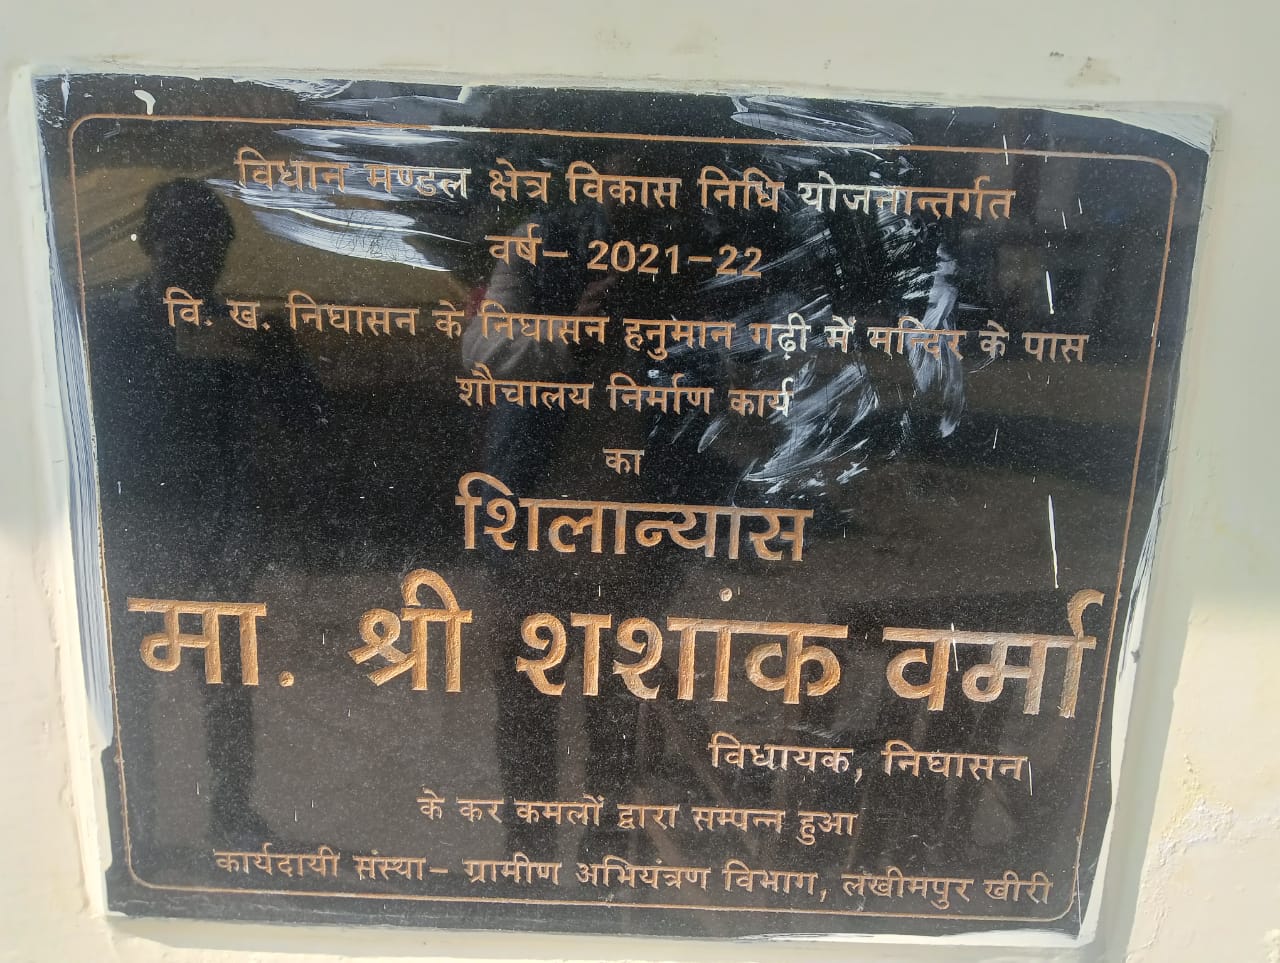 विधान मण्डल क्षेत्र विकास निधि योजनान्तर्गत
वर्ष– 2021–22
वि. ख. निघासन के निघासन हनुमान गढ़ी में मन्दिर के पास
शौचालय निर्माण कार्य
का
शिलान्यास
मा. श्री शशांक वर्मा
विधायक, निघासन
के कर कमलों द्वारा सम्पन्न हुआ
कार्यदायी संस्था– ग्रामीण अभियंत्रण विभाग, लखीमपुर खीरी